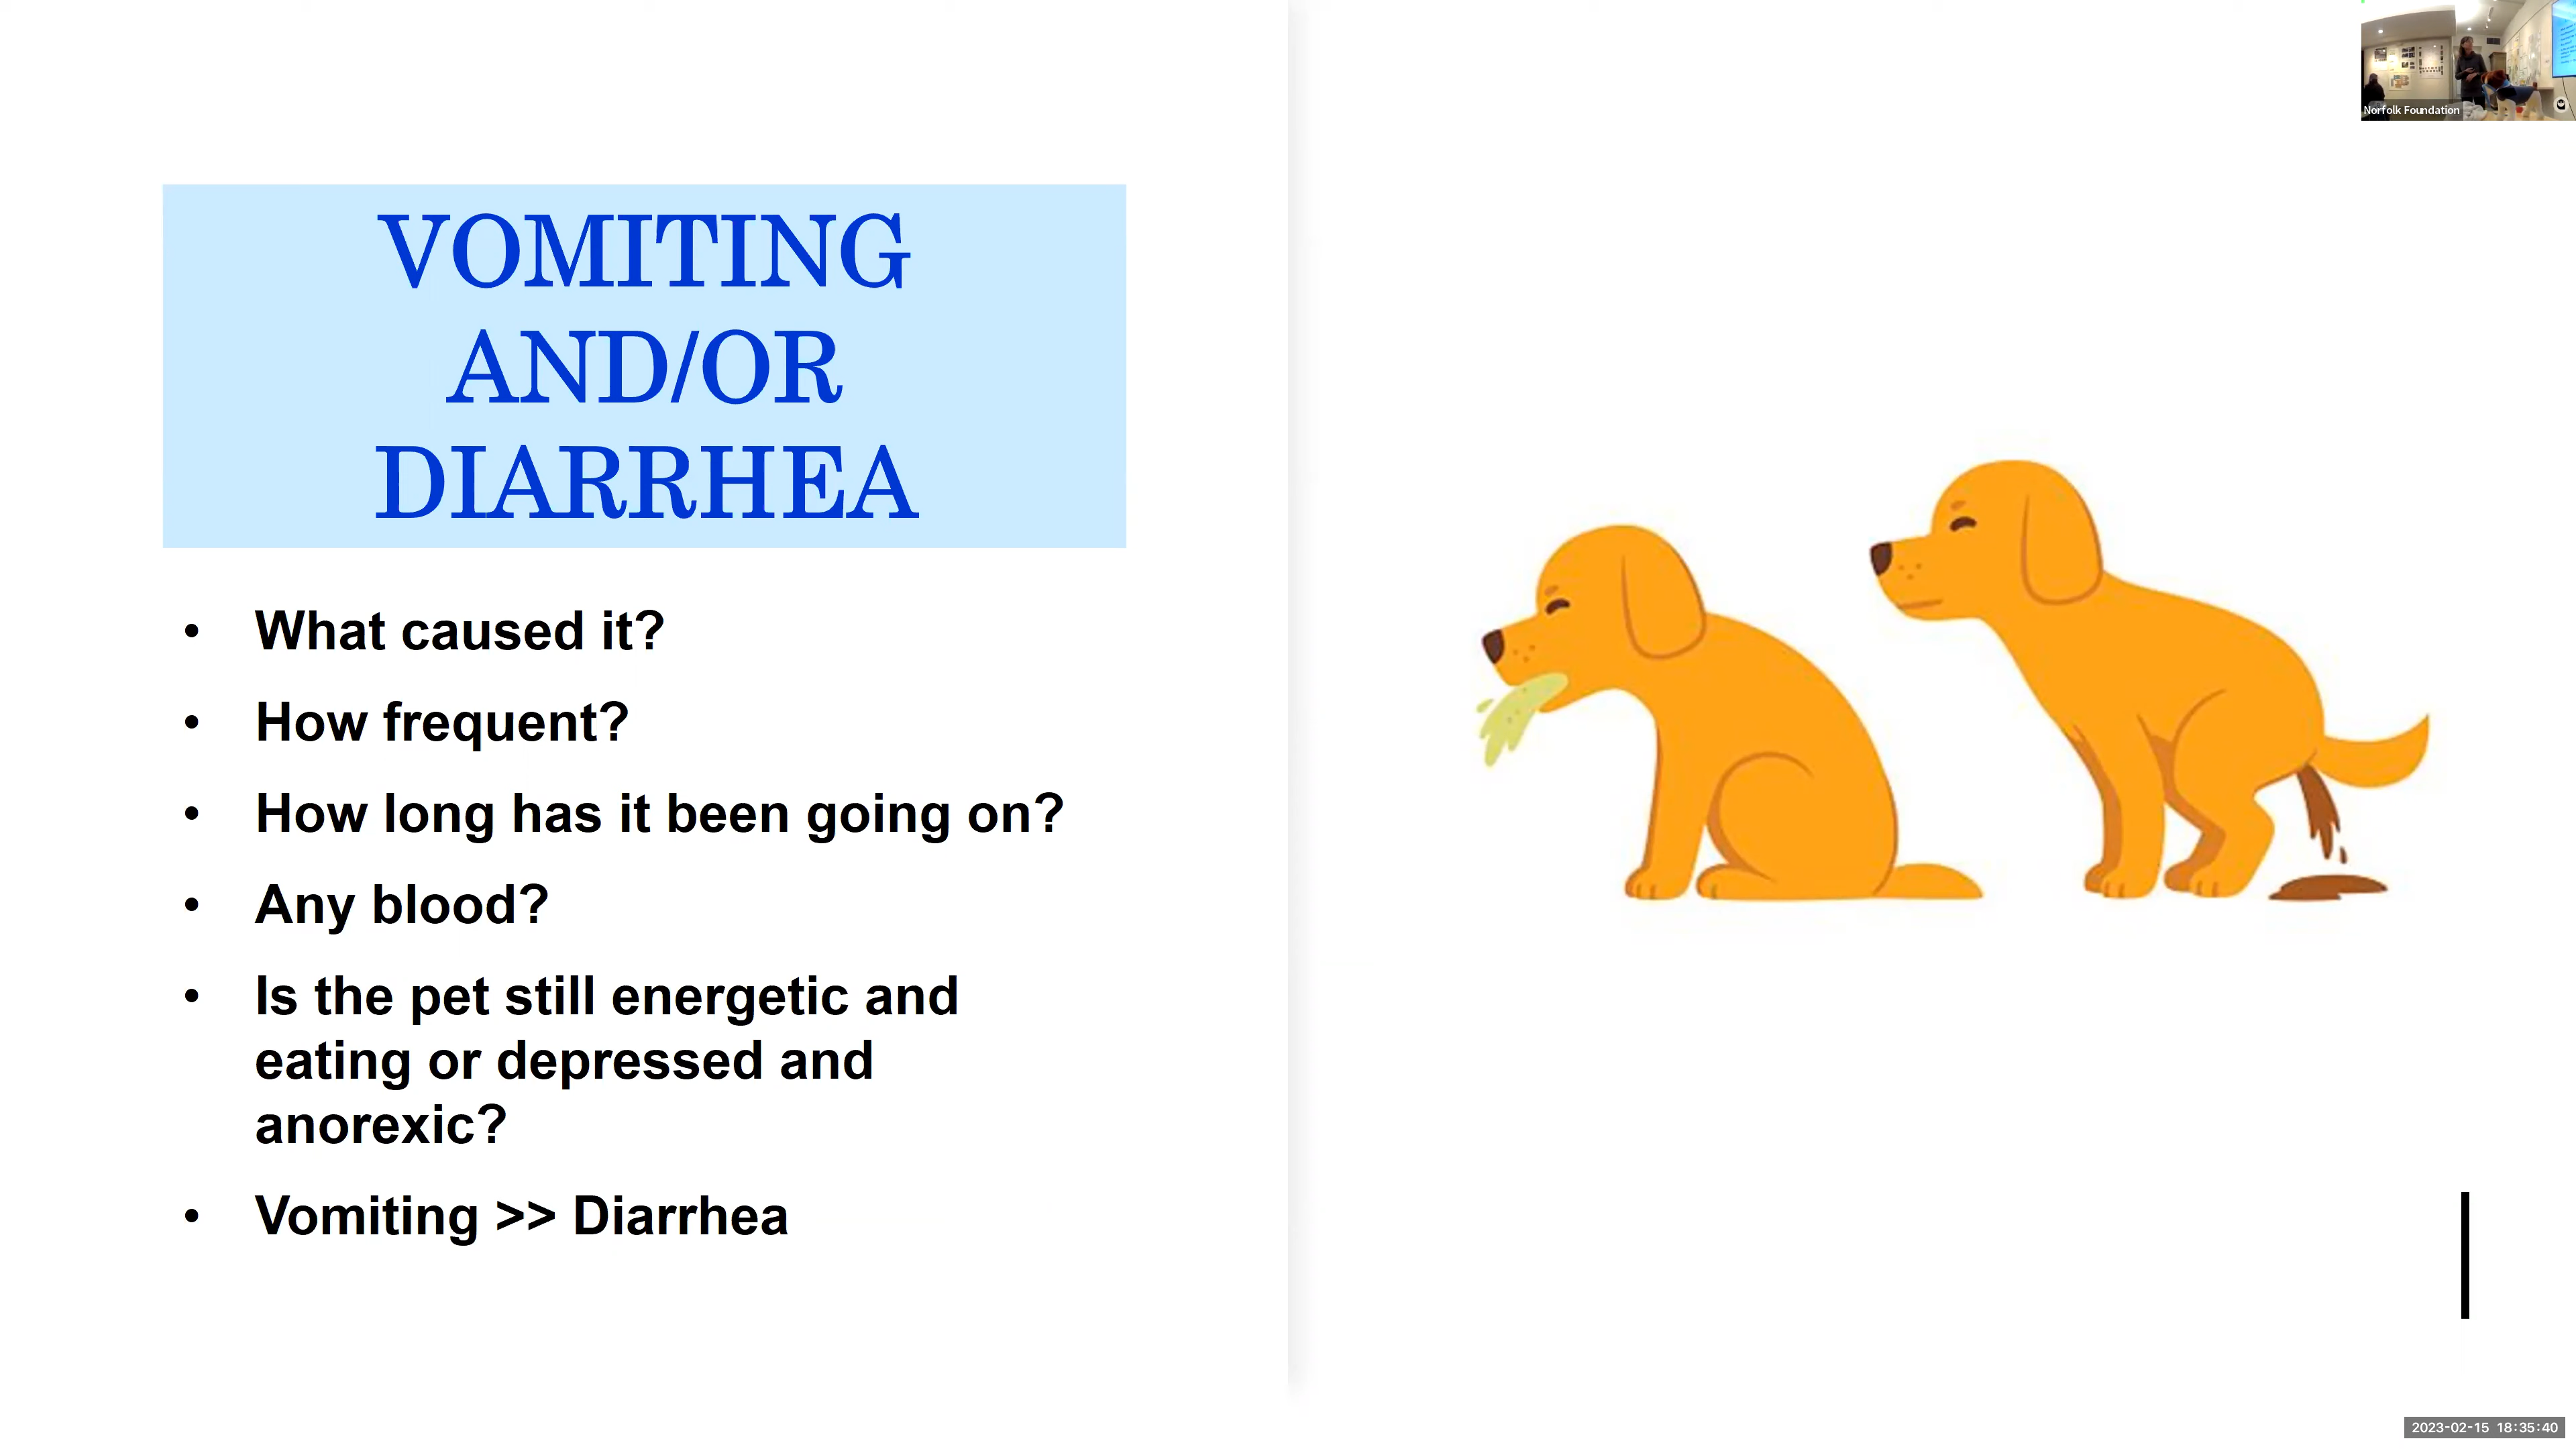 Norfolk Foundation
VOMITING
AND/OR
DIARRHEA
• What caused it?
• How frequent?
• How long has it been going on?
• Any blood?
• Is the pet still energetic and
eating or depressed and
anorexic?
• Vomiting >> Diarrhea
2023-02-15 18:35:40